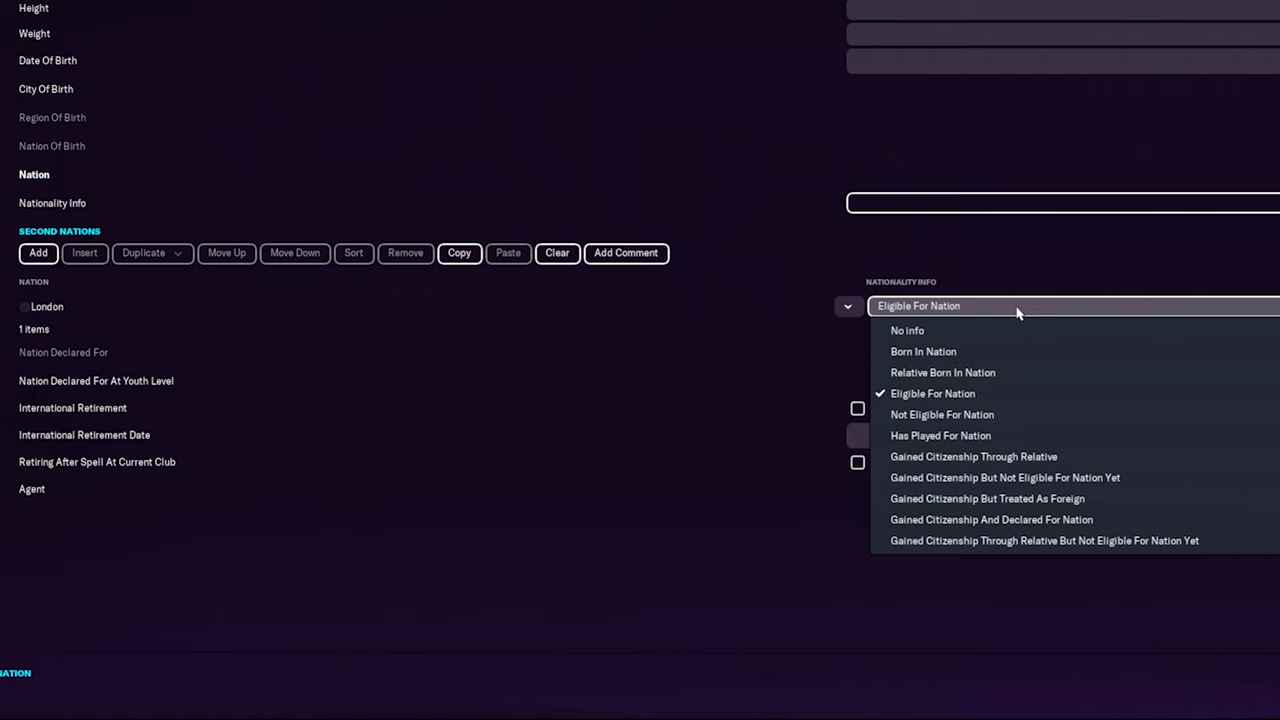 Height
Weight
Date Of Birth
City Of Birth
Region Of Birth
Nation Of Birth
Nation
Nationality Info
SECOND NATIONS
Add Insert Duplicate Move Up Move Down Sort Remove Copy Paste Clear Add Comment
NATION NATIONALITY INFO
London Eligible For Nation
1 items
Nation Declared For
Nation Declared For At Youth Level
International Retirement
International Retirement Date
Retiring After Spell At Current Club
Agent
No info
Born In Nation
Relative Born In Nation
Eligible For Nation
Not Eligible For Nation
Has Played For Nation
Gained Citizenship Through Relative
Gained Citizenship But Not Eligible For Nation Yet
Gained Citizenship But Treated As Foreign
Gained Citizenship And Declared For Nation
Gained Citizenship Through Relative But Not Eligible For Nation Yet
NATION